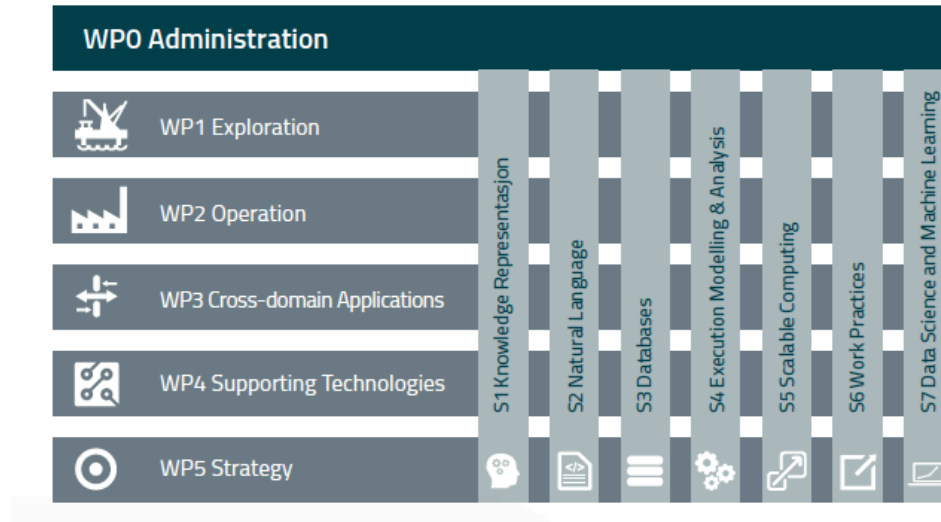 WP0 Administration
WP1 Exploration
WP2 Operation
WP3 Cross-domain Applications
WP4 Supporting Technologies
WP5 Strategy
S1 Knowledge Representasjon
S2 Natural Language
S3 Databases
S4 Execution Modelling & Analysis
S5 Scalable Computing
S6 Work Practices
S7 Data Science and Machine Learning